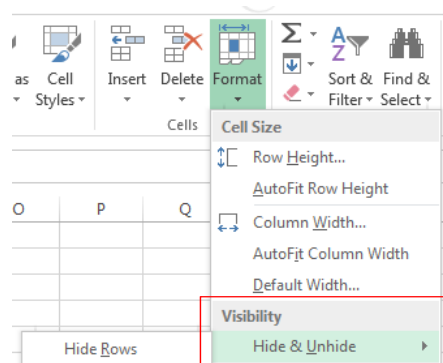 as Cell Insert Delete Format Sort & Find &
Styles Filter Select
Cells
Cell Size
Row Height...
AutoFit Row Height
O P Q
Column Width...
AutoFit Column Width
Default Width...
Visibility
Hide Rows
Hide & Unhide